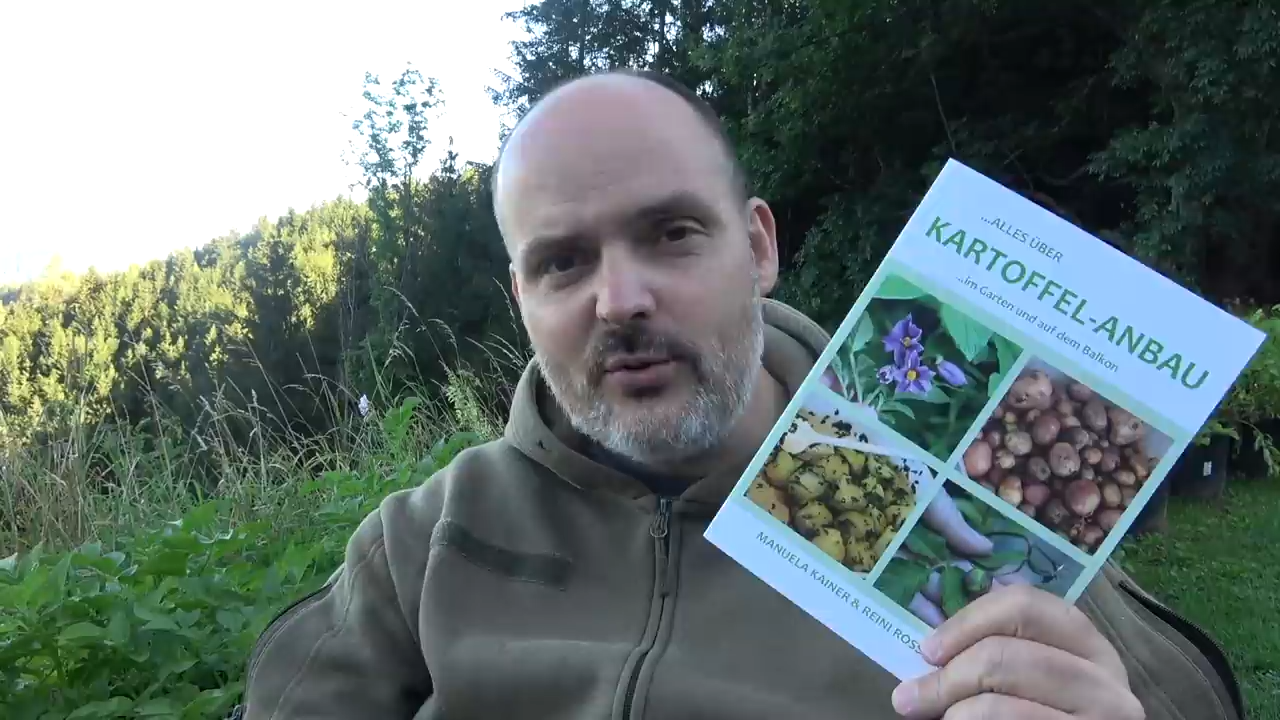 ...ALLES ÜBER
KARTOFFEL-ANBAU
...im Garten und auf dem Balkon
MANUELA KAINER & REINI ROSS